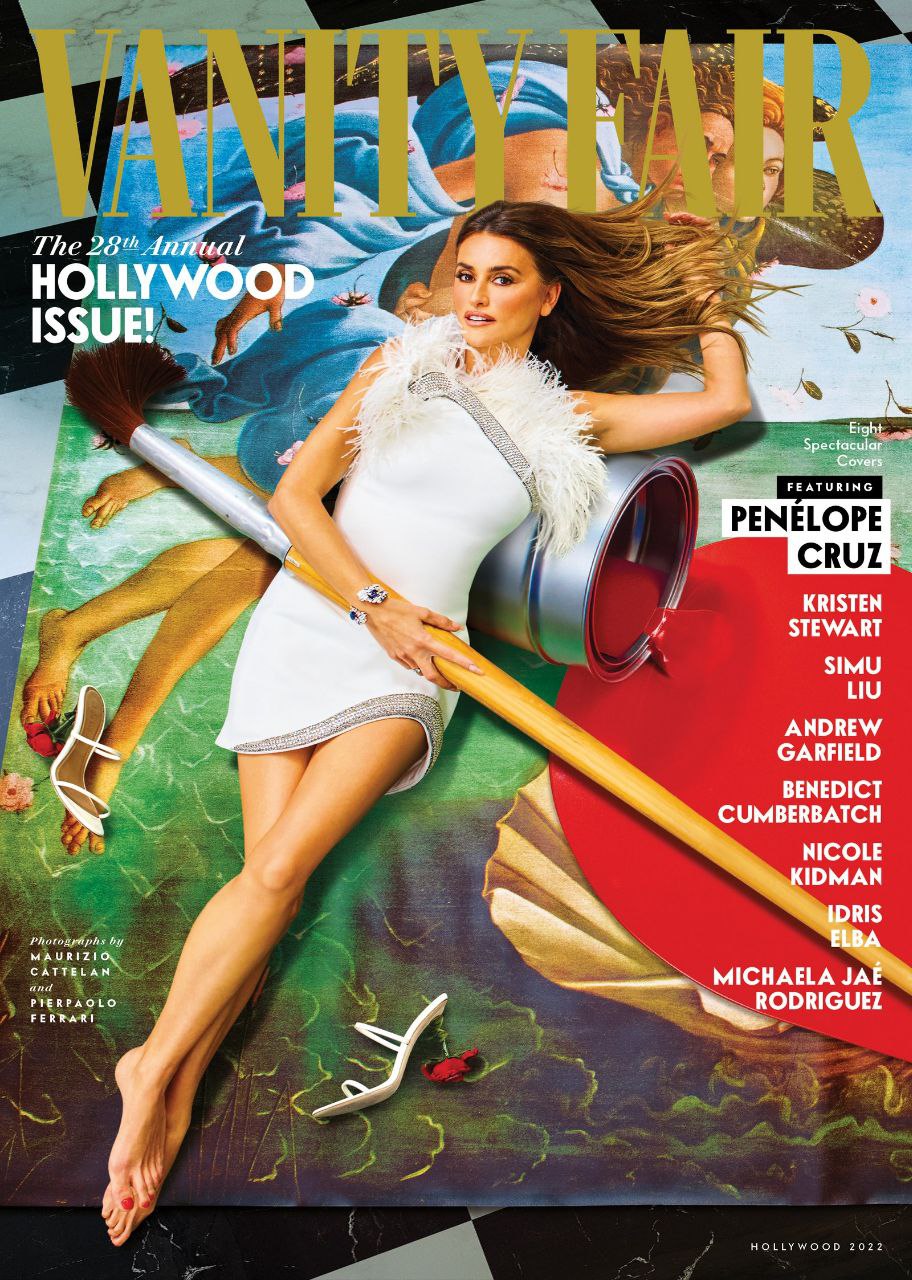 VANITY FAIR
The 28th Annual
HOLLYWOOD
ISSUE!
Eight
Spectacular
Covers
FEATURING
PENÉLOPE
CRUZ
KRISTEN
STEWART
SIMU
LIU
ANDREW
GARFIELD
BENEDICT
CUMBERBATCH
NICOLE
KIDMAN
IDRIS
ELBA
MICHAELA JAÉ
RODRIGUEZ
Photographs by
MAURIZIO
CATTELAN
and
PIERPAOLO
FERRARI
HOLLYWOOD 2022